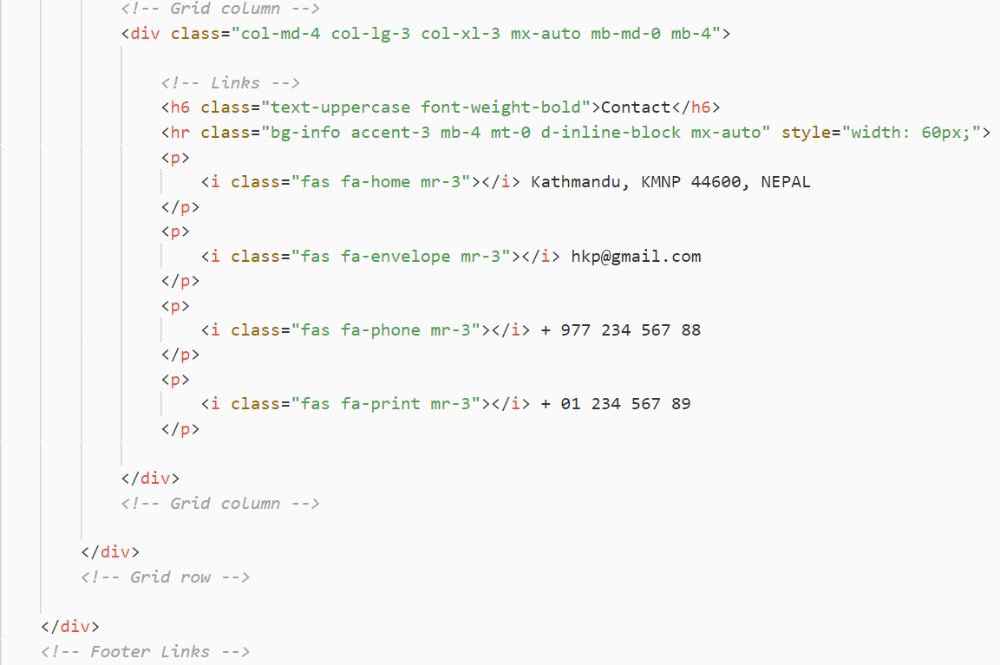 <!-- Grid column -->
<div class="col-md-4 col-lg-3 col-xl-3 mx-auto mb-md-0 mb-4">
<!-- Links -->
<h6 class="text-uppercase font-weight-bold">Contact</h6>
<hr class="bg-info accent-3 mb-4 mt-0 d-inline-block mx-auto" style="width: 60px;">
<p>
<i class="fas fa-home mr-3"></i> Kathmandu, KMNP 44600, NEPAL
</p>
<p>
<i class="fas fa-envelope mr-3"></i> hkp@gmail.com
</p>
<p>
<i class="fas fa-phone mr-3"></i> + 977 234 567 88
</p>
<p>
<i class="fas fa-print mr-3"></i> + 01 234 567 89
</p>
</div>
<!-- Grid column -->
</div>
<!-- Grid row -->
</div>
<!-- Footer Links -->